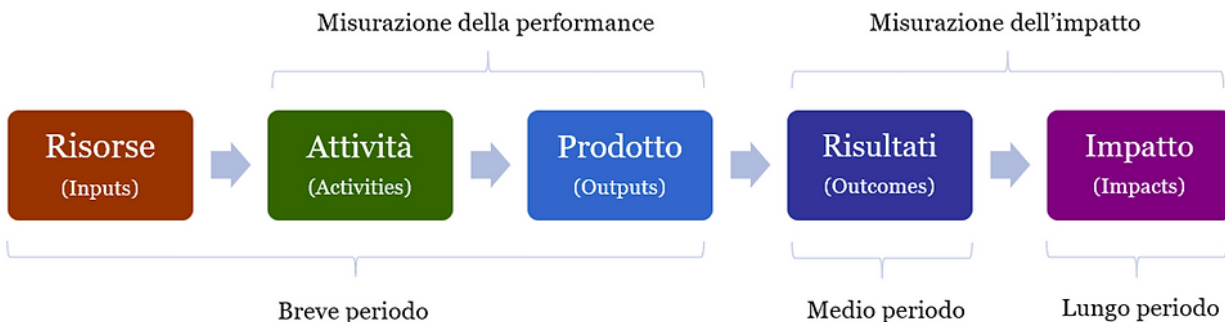 Misurazione della performance
Misurazione dell'impatto
Risorse
(Inputs)
Attività
(Activities)
Prodotto
(Outputs)
Risultati
(Outcomes)
Impatto
(Impacts)
Breve periodo
Medio periodo
Lungo periodo